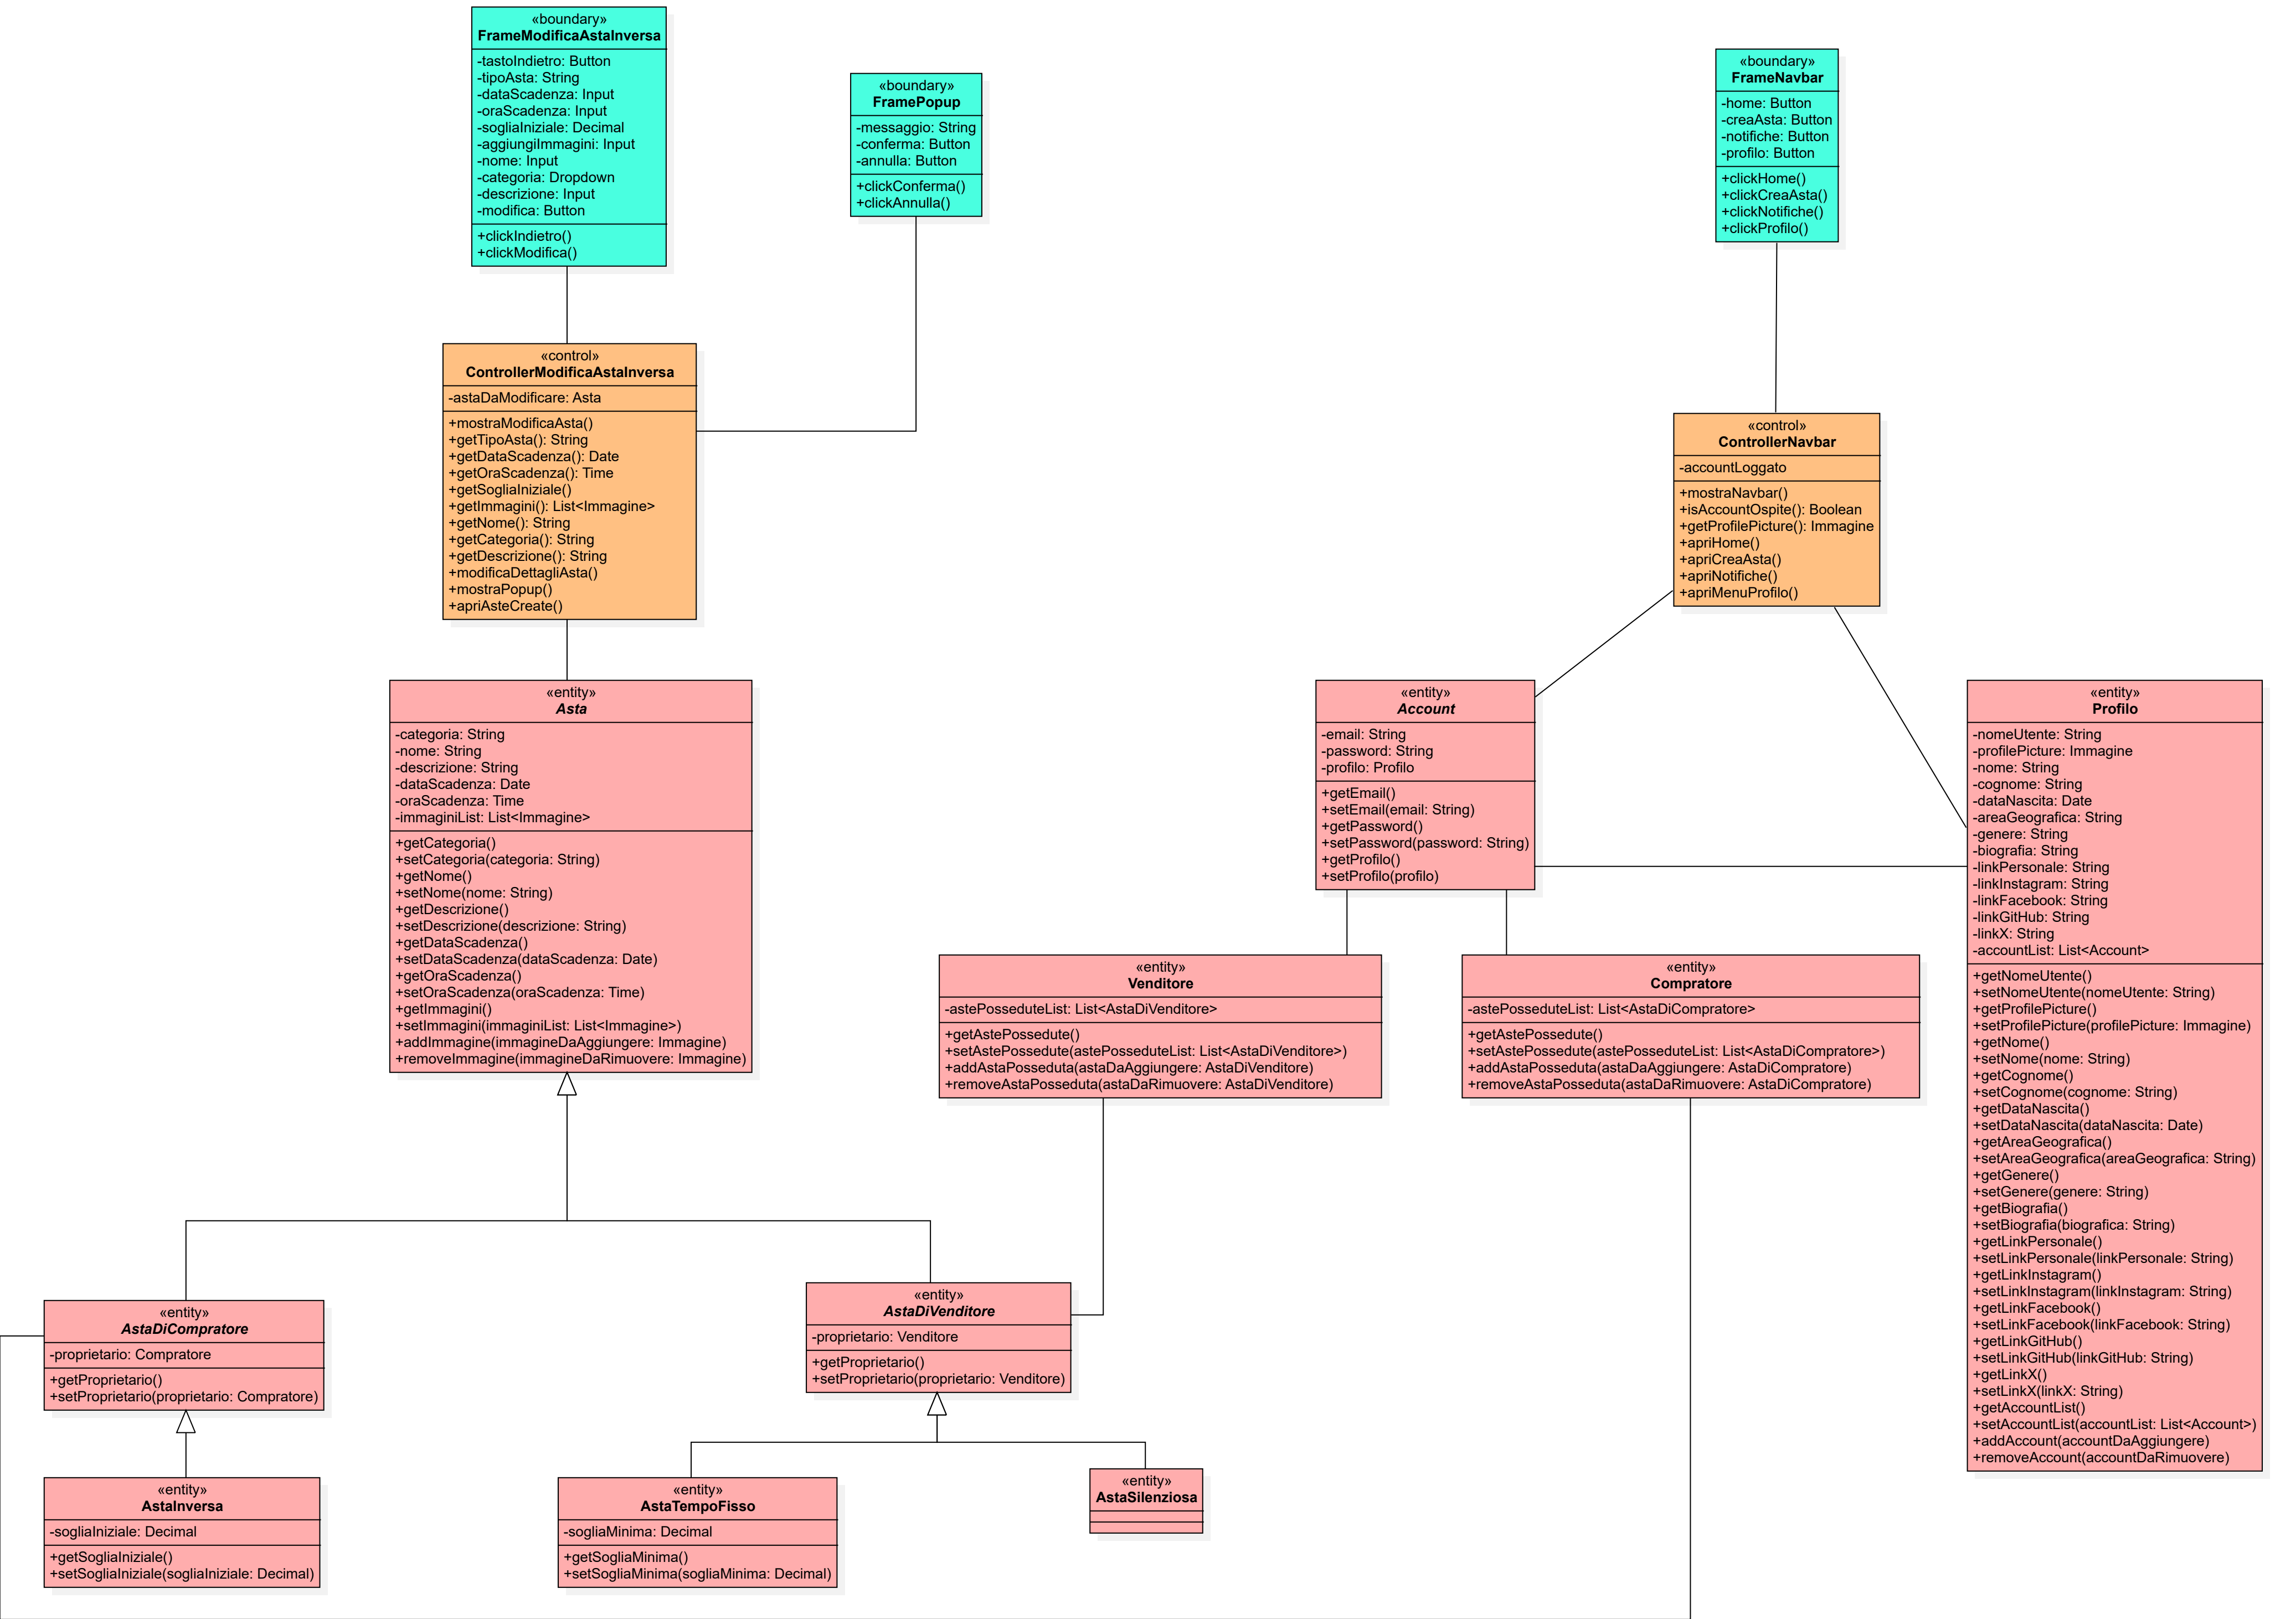 «boundary»
FrameModificaAstaInversa
-tastoIndietro: Button
-tipoAsta: String
-dataScadenza: Input
-oraScadenza: Input
-sogliaIniziale: Decimal
-aggiungiImmagini: Input
-nome: Input
-categoria: Dropdown
-descrizione: Input
-modifica: Button
+clickIndietro()
+clickModifica()
«boundary»
FramePopup
-messaggio: String
-conferma: Button
-annulla: Button
+clickConferma()
+clickAnnulla()
«boundary»
FrameNavbar
-home: Button
-creaAsta: Button
-notifiche: Button
-profilo: Button
+clickHome()
+clickCreaAsta()
+clickNotifiche()
+clickProfilo()
«control»
ControllerModificaAstaInversa
-astaDaModificare: Asta
+mostraModificaAsta()
+getTipoAsta(): String
+getDataScadenza(): Date
+getOraScadenza(): Time
+getSogliaIniziale()
+getImmagini(): List<Immagine>
+getNome(): String
+getCategoria(): String
+getDescrizione(): String
+modificaDettagliAsta()
+mostraPopup()
+apriAsteCreate()
«control»
ControllerNavbar
-accountLoggato
+mostraNavbar()
+isAccountOspite(): Boolean
+getProfilePicture(): Immagine
+apriHome()
+apriCreaAsta()
+apriNotifiche()
+apriMenuProfilo()
«entity»
Asta
-categoria: String
-nome: String
-descrizione: String
-dataScadenza: Date
-oraScadenza: Time
-immaginiList: List<Immagine>
+getCategoria()
+setCategoria(categoria: String)
+getNome()
+setNome(nome: String)
+getDescrizione()
+setDescrizione(descrizione: String)
+getDataScadenza()
+setDataScadenza(dataScadenza: Date)
+getOraScadenza()
+setOraScadenza(oraScadenza: Time)
+getImmagini()
+setImmagini(immaginiList: List<Immagine>)
+addImmagine(immagineDaAggiungere: Immagine)
+removeImmagine(immagineDaRimuovere: Immagine)
«entity»
Account
-email: String
-password: String
-profilo: Profilo
+getEmail()
+setEmail(email: String)
+getPassword()
+setPassword(password: String)
+getProfilo()
+setProfilo(profilo)
«entity»
Profilo
-nomeUtente: String
-profilePicture: Immagine
-nome: String
-cognome: String
-dataNascita: Date
-areaGeografica: String
-genere: String
-biografia: String
-linkPersonale: String
-linkInstagram: String
-linkFacebook: String
-linkGitHub: String
-linkX: String
-accountList: List<Account>
+getNomeUtente()
+setNomeUtente(nomeUtente: String)
+getProfilePicture()
+setProfilePicture(profilePicture: Immagine)
+getNome()
+setNome(nome: String)
+getCognome()
+setCognome(cognome: String)
+getDataNascita()
+setDataNascita(dataNascita: Date)
+getAreaGeografica()
+setAreaGeografica(areaGeografica: String)
+getGenere()
+setGenere(genere: String)
+getBiografia()
+setBiografia(biografica: String)
+getLinkPersonale()
+setLinkPersonale(linkPersonale: String)
+getLinkInstagram()
+setLinkInstagram(linkInstagram: String)
+getLinkFacebook()
+setLinkFacebook(linkFacebook: String)
+getLinkGitHub()
+setLinkGitHub(linkGitHub: String)
+getLinkX()
+setLinkX(linkX: String)
+getAccountList()
+setAccountList(accountList: List<Account>)
+addAccount(accountDaAggiungere)
+removeAccount(accountDaRimuovere)
«entity»
Venditore
-astePosseduteList: List<AstaDiVenditore>
+getAstePossedute()
+setAstePossedute(astePosseduteList: List<AstaDiVenditore>)
+addAstaPosseduta(astaDaAggiungere: AstaDiVenditore)
+removeAstaPosseduta(astaDaRimuovere: AstaDiVenditore)
«entity»
Compratore
-astePosseduteList: List<AstaDiCompratore>
+getAstePossedute()
+setAstePossedute(astePosseduteList: List<AstaDiCompratore>)
+addAstaPosseduta(astaDaAggiungere: AstaDiCompratore)
+removeAstaPosseduta(astaDaRimuovere: AstaDiCompratore)
«entity»
AstaDiCompratore
-proprietario: Compratore
+getProprietario()
+setProprietario(proprietario: Compratore)
«entity»
AstaDiVenditore
-proprietario: Venditore
+getProprietario()
+setProprietario(proprietario: Venditore)
«entity»
AstaInversa
-sogliaIniziale: Decimal
+getSogliaIniziale()
+setSogliaIniziale(sogliaIniziale: Decimal)
«entity»
AstaTempoFisso
-sogliaMinima: Decimal
+getSogliaMinima()
+setSogliaMinima(sogliaMinima: Decimal)
«entity»
AstaSilenziosa